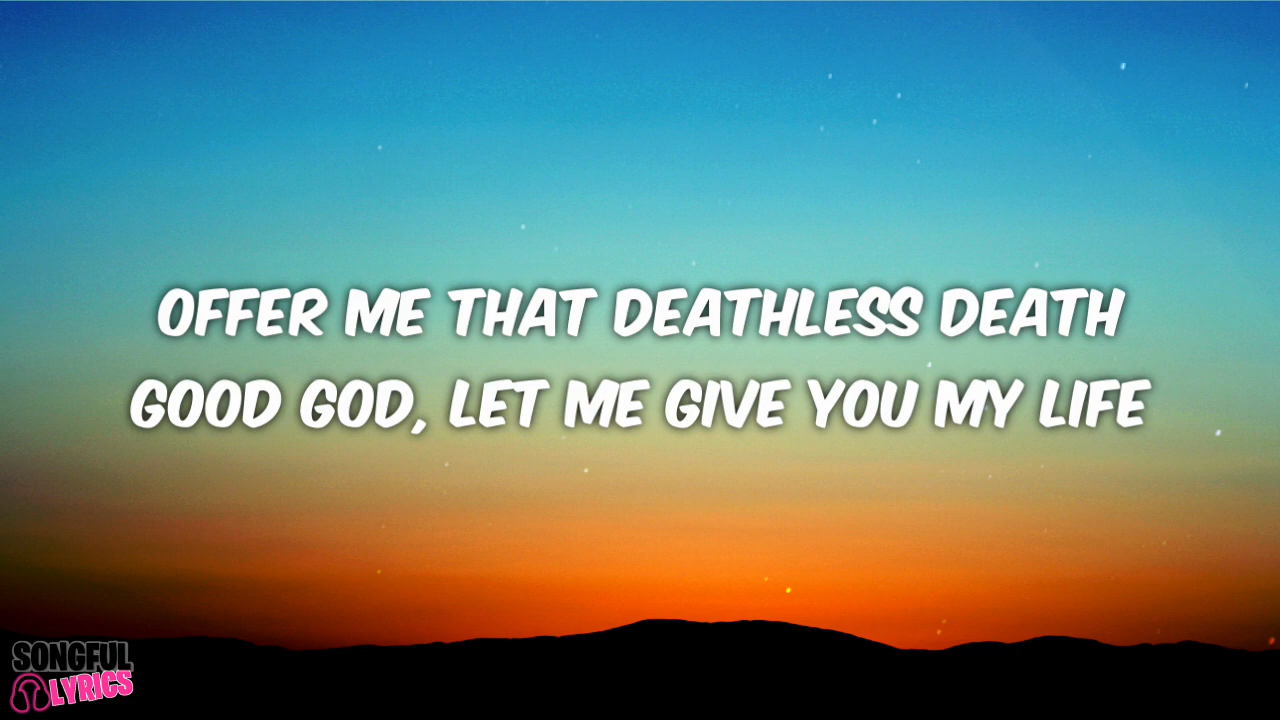 OFFER ME THAT DEATHLESS DEATH
GOOD GOD, LET ME GIVE YOU MY LIFE
SONGFUL
LYRICS